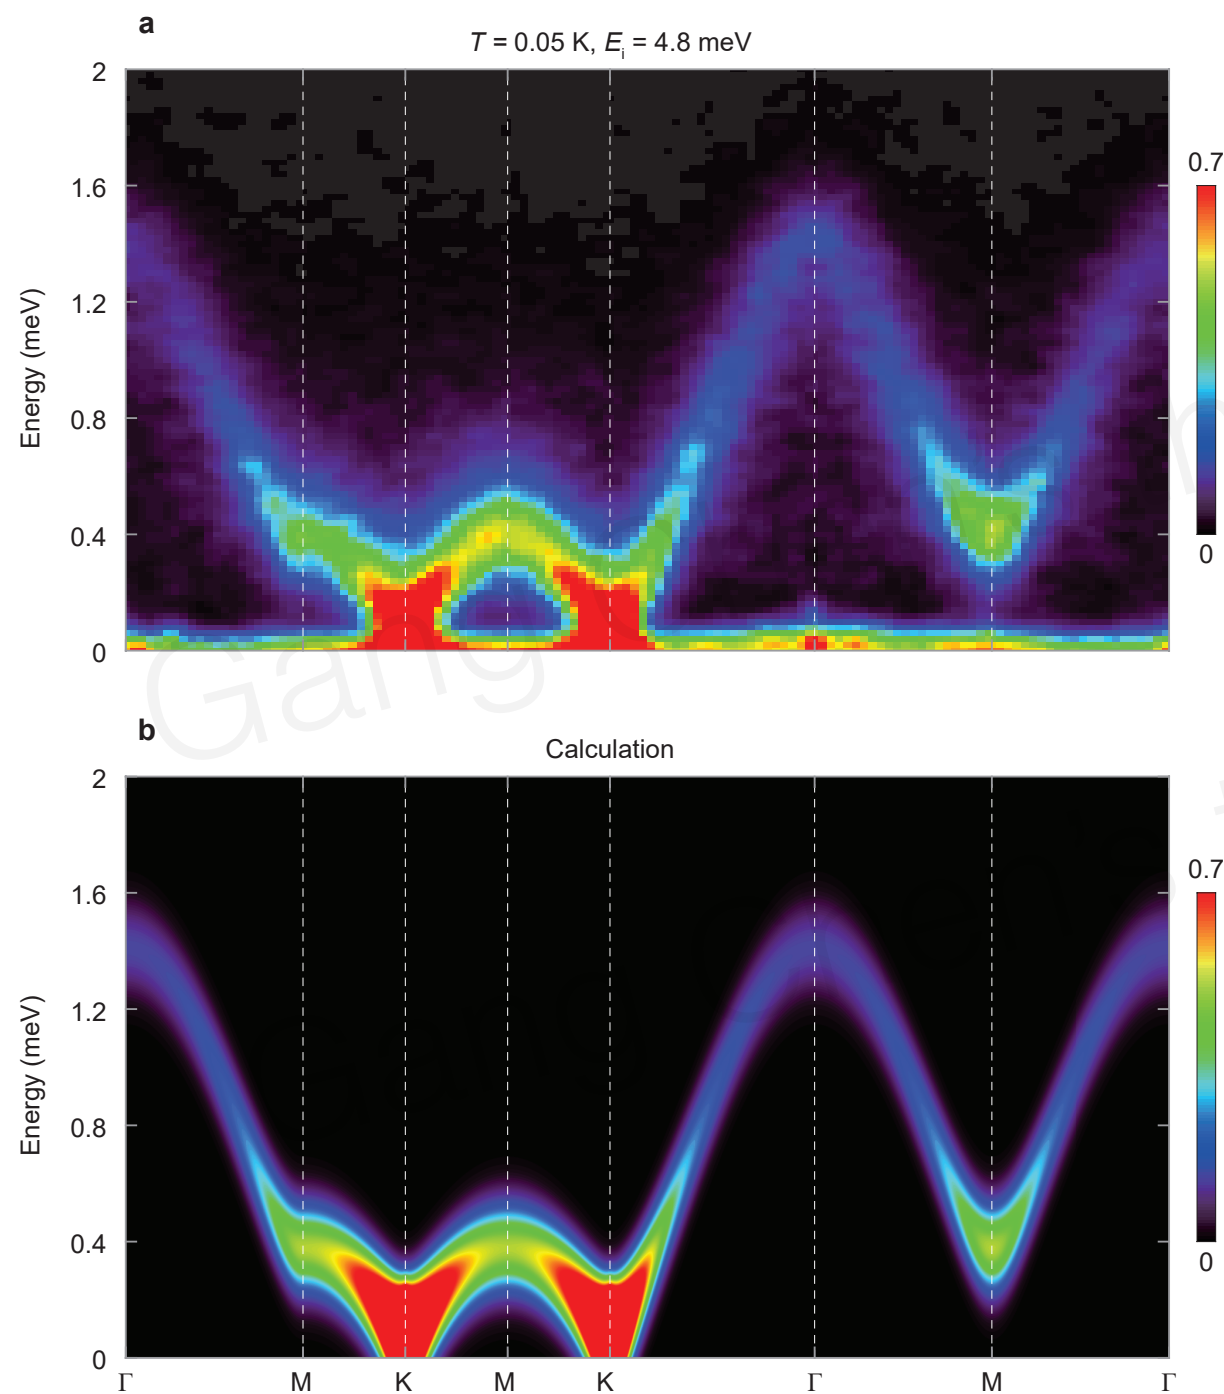 a
T = 0.05 K, Ei = 4.8 meV
2
1.6
1.2
0.8
0.4
0
Energy (meV)
0.7
0
b
Calculation
2
1.6
1.2
0.8
0.4
0
Energy (meV)
0.7
0
Γ M K M K Γ M Γ
Gang